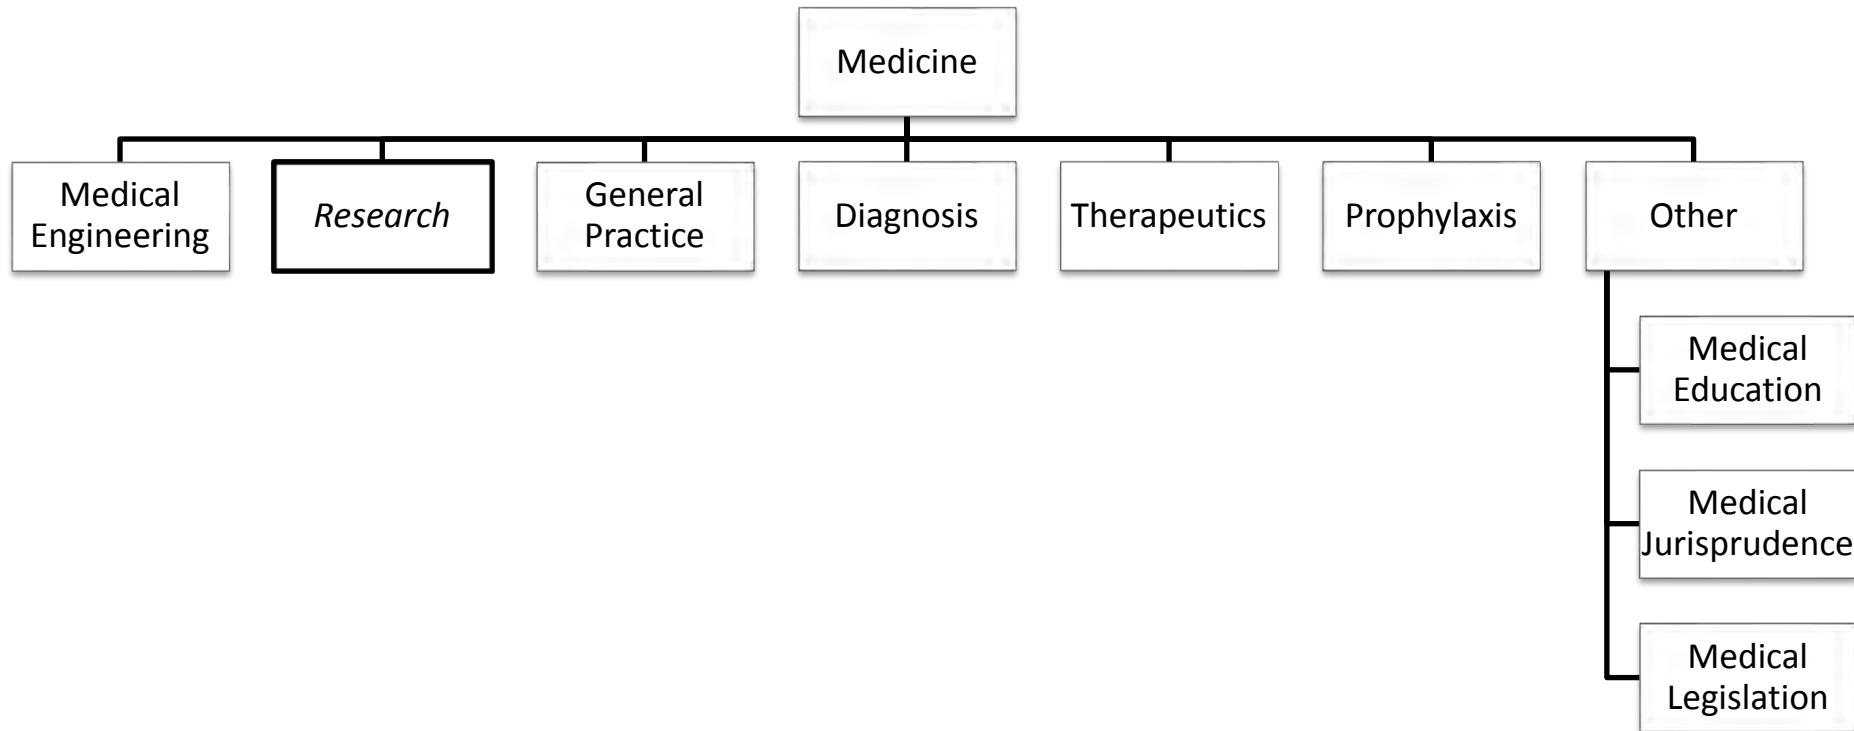 Medicine
Medical
Engineering
Research
General
Practice
Diagnosis
Therapeutics
Prophylaxis
Other
Medical
Education
Medical
Jurisprudence
Medical
Legislation